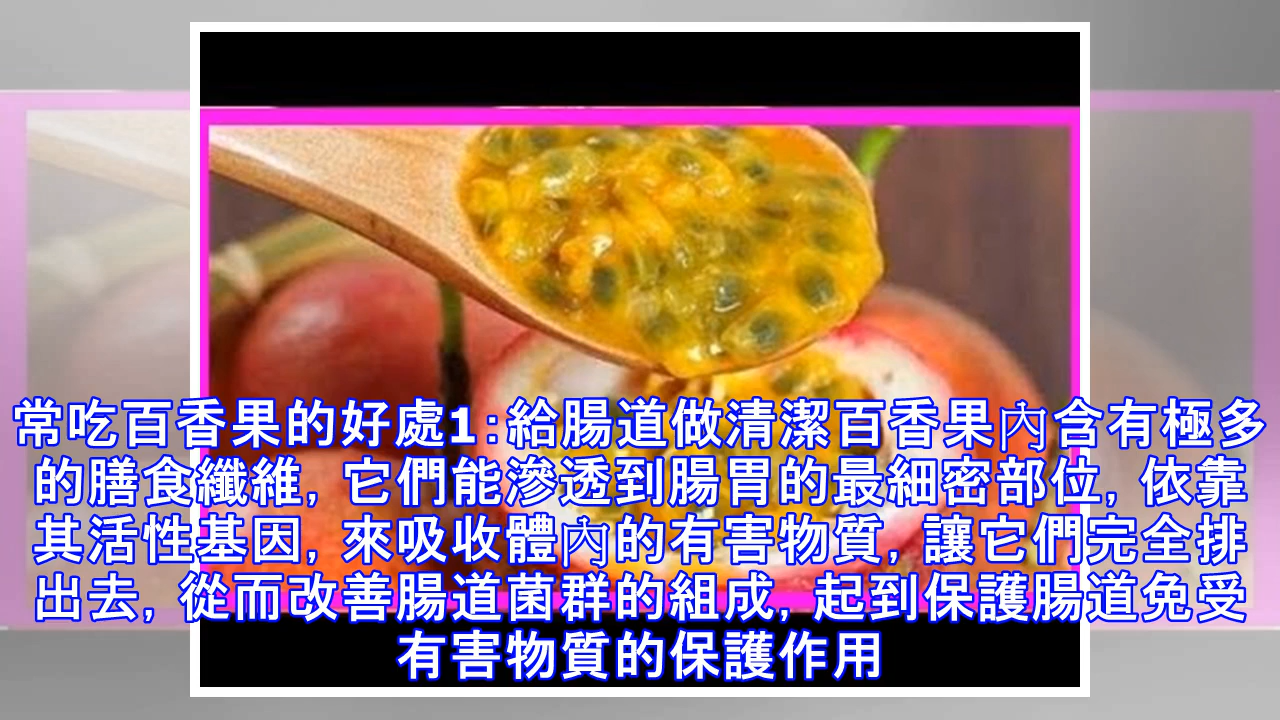 常吃百香果的好處1:給腸道做清潔百香果內含有極多
的膳食纖維, 它們能滲透到腸胃的最細密部位, 依靠
其活性基因, 來吸收體內的有害物質, 讓它們完全排
出去, 從而改善腸道菌群的組成, 起到保護腸道免受
有害物質的保護作用